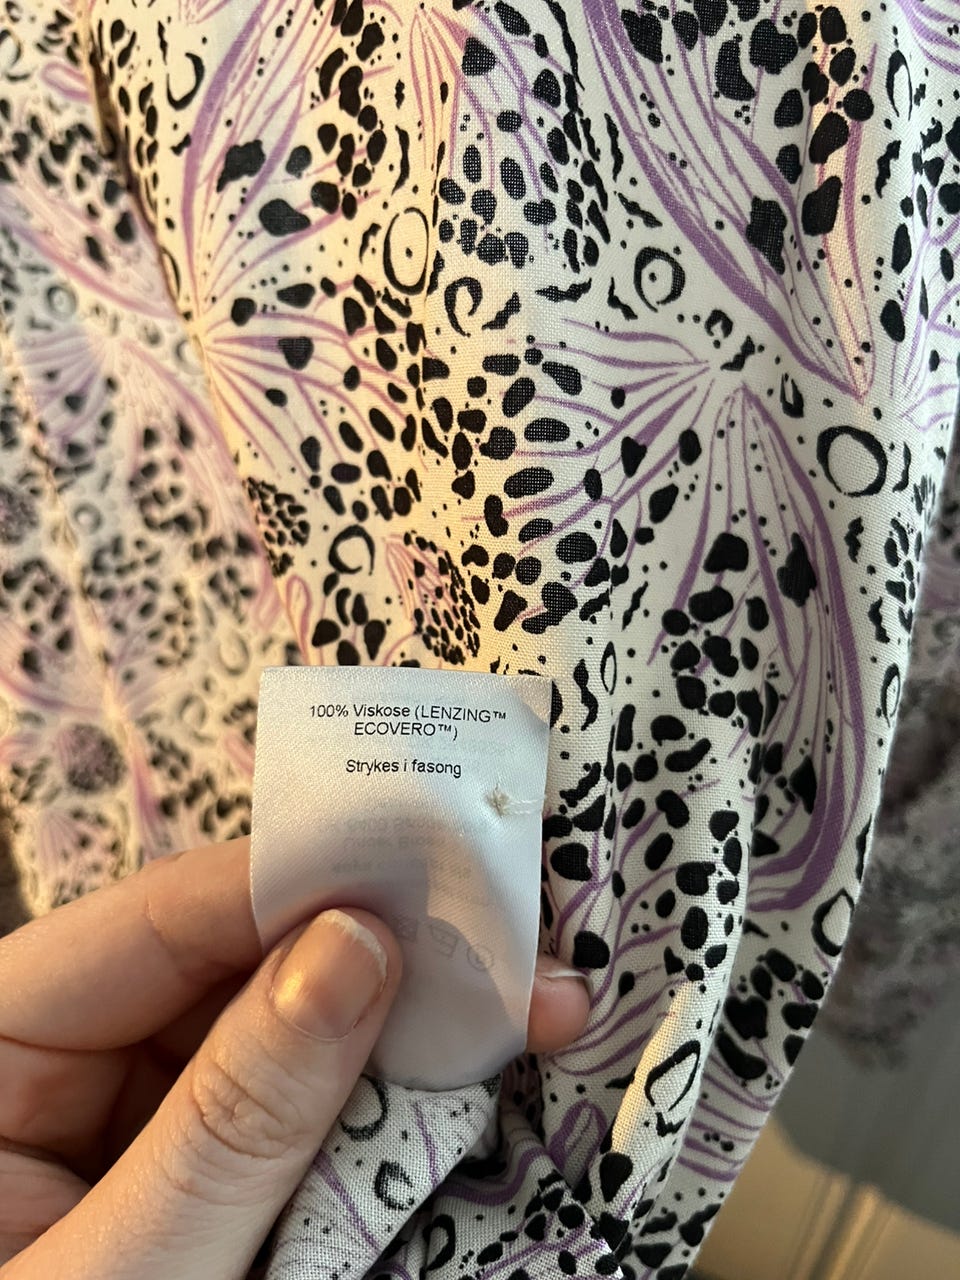 100% Viskose (LENZING™
ECOVERO™)
Strykes i fasong